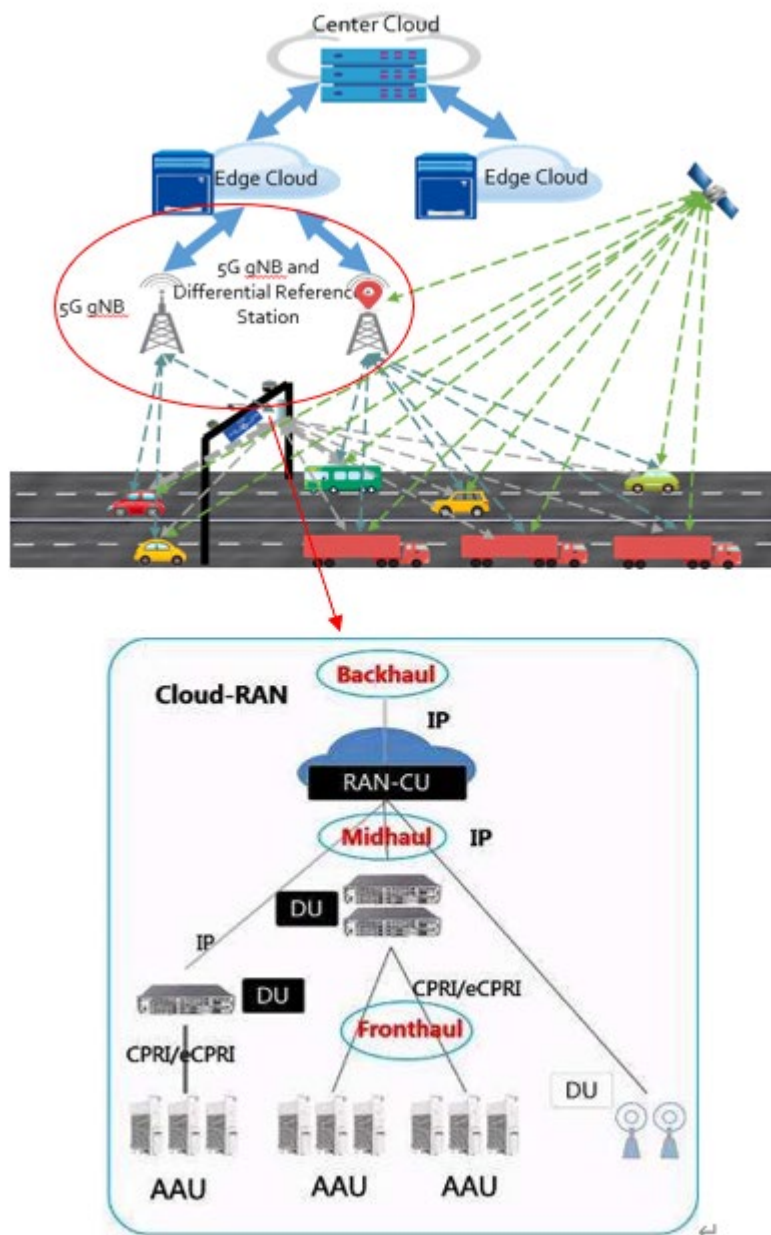 Center Cloud
Edge Cloud
Edge Cloud
5G gNB
5G gNB and
Differential Reference
Station
Backhaul
Cloud-RAN
IP
RAN-CU
Midhaul
IP
DU
IP
DU
CPRI/eCPRI
CPRI/eCPRI
Fronthaul
DU
AAU
AAU
AAU